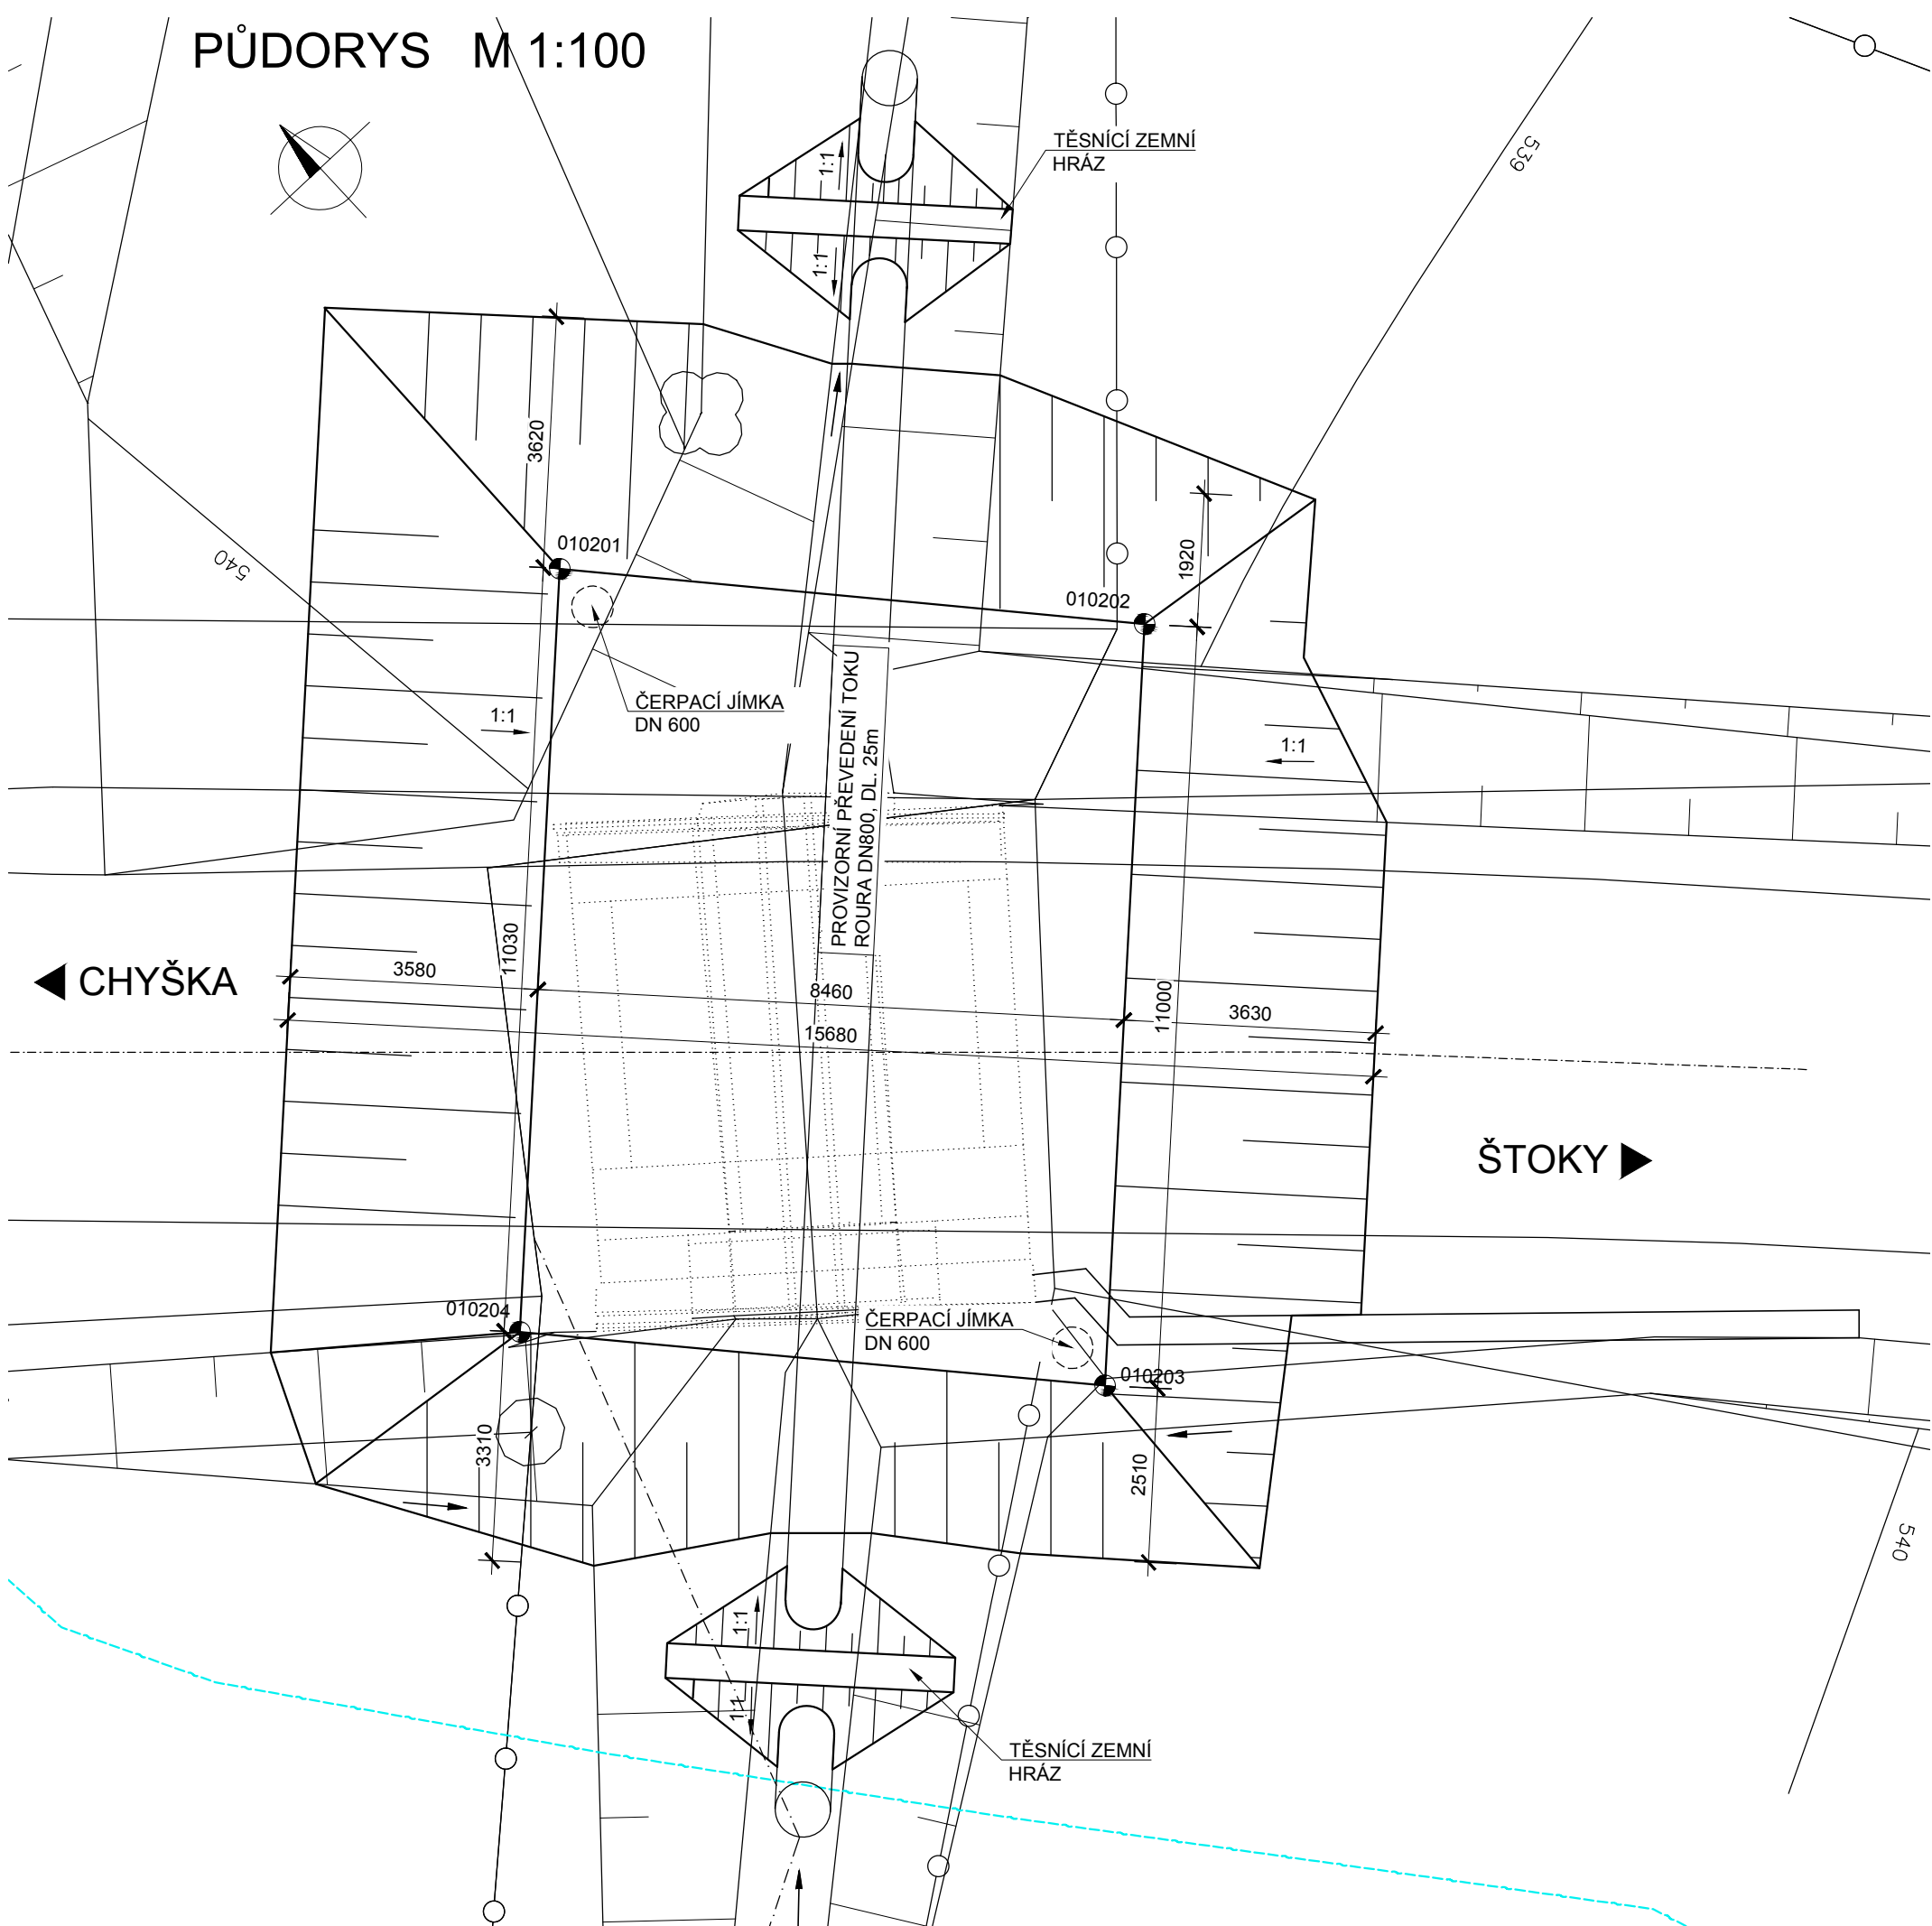 PŮDORYS M 1:100
TĚSNÍCÍ ZEMNÍ
HRÁZ
539
1:1
1:1
3620
010201
540
1920
010202
ČERPACÍ JÍMKA
DN 600
1:1
PROVIZORNÍ PŘEVEDENÍ TOKU
ROURA DN800, DL. 25m
1:1
11030
CHYŠKA
3580
8460
11000
3630
15680
ŠTOKY
010204
ČERPACÍ JÍMKA
DN 600
010203
3310
2510
540
1:1
1:1
TĚSNÍCÍ ZEMNÍ
HRÁZ